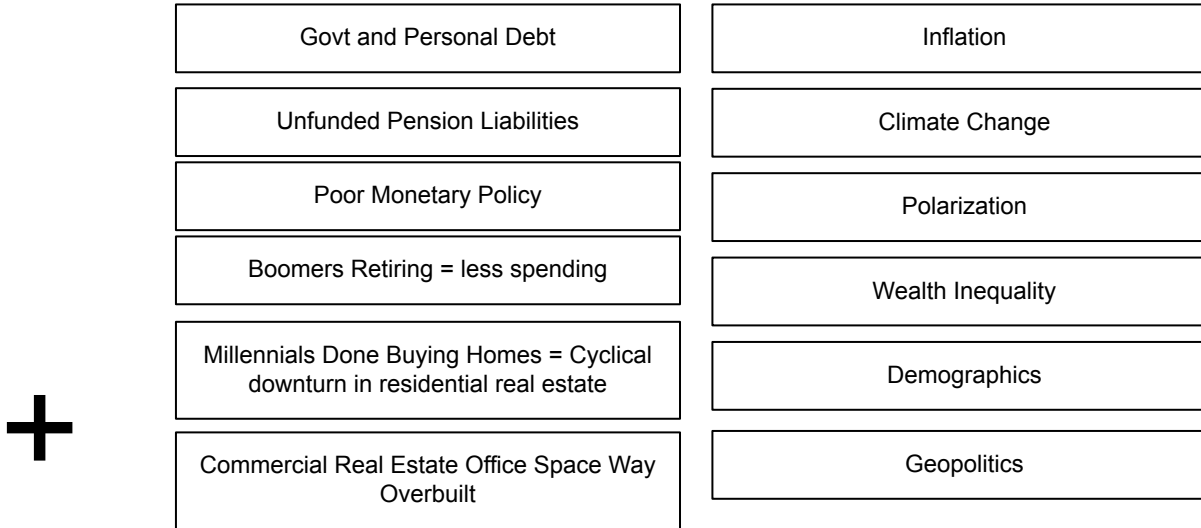 Govt and Personal Debt
Unfunded Pension Liabilities
Poor Monetary Policy
Boomers Retiring = less spending
Millennials Done Buying Homes = Cyclical
downturn in residential real estate
+
Commercial Real Estate Office Space Way
Overbuilt
Inflation
Climate Change
Polarization
Wealth Inequality
Demographics
Geopolitics